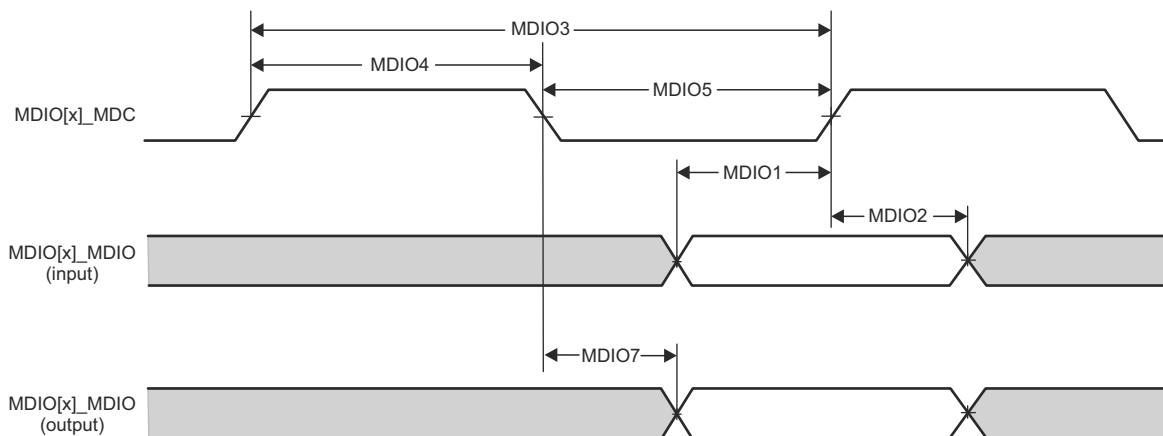 MDIO3
MDIO4
MDIO5
MDIO[x]_MDC
MDIO1
MDIO2
MDIO[x]_MDIO
(input)
MDIO7
MDIO[x]_MDIO
(output)